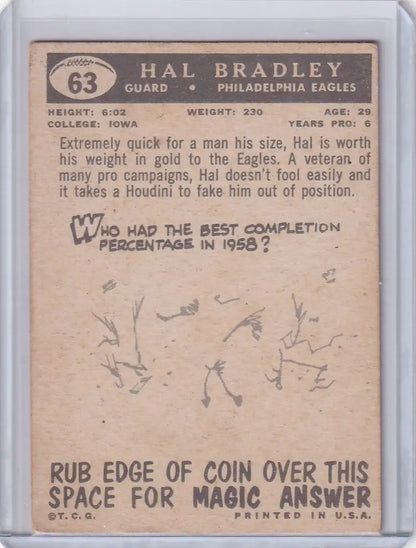 63
HAL BRADLEY
GUARD • PHILADELPHIA EAGLES
HEIGHT: 6:02 WEIGHT: 230 AGE: 29
COLLEGE: IOWA YEARS PRO: 6
Extremely quick for a man his size, Hal is worth
his weight in gold to the Eagles. A veteran of
many pro campaigns, Hal doesn't fool easily and
it takes a Houdini to fake him out of position.
WHO HAD THE BEST COMPLETION
PERCENTAGE IN 1958?
RUB EDGE OF COIN OVER THIS
SPACE FOR MAGIC ANSWER
©T.C.G. PRINTED IN U.S.A.